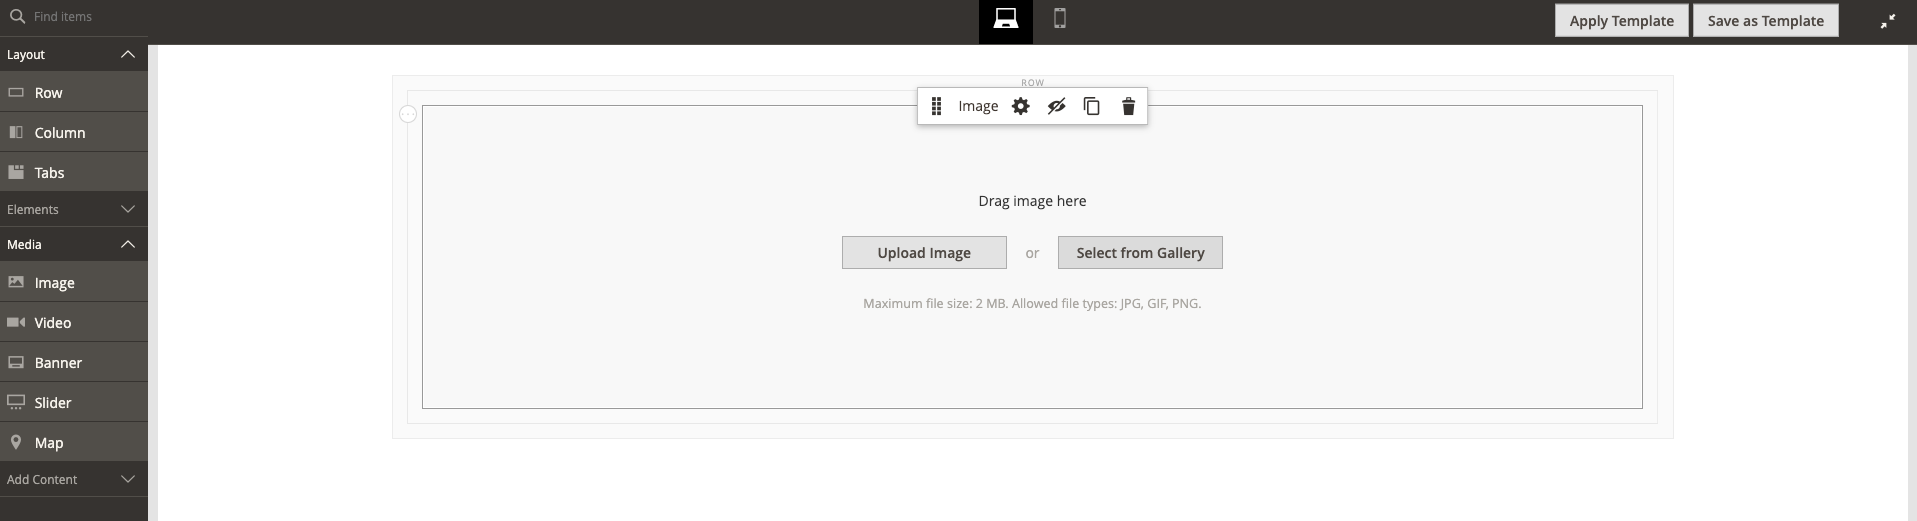 Find items
Apply Template
Save as Template
Layout
Row
Column
Tabs
Elements
Media
Image
Video
Banner
Slider
Map
Add Content
ROW
Image
Drag image here
Upload Image or Select from Gallery
Maximum file size: 2 MB. Allowed file types: JPG, GIF, PNG.